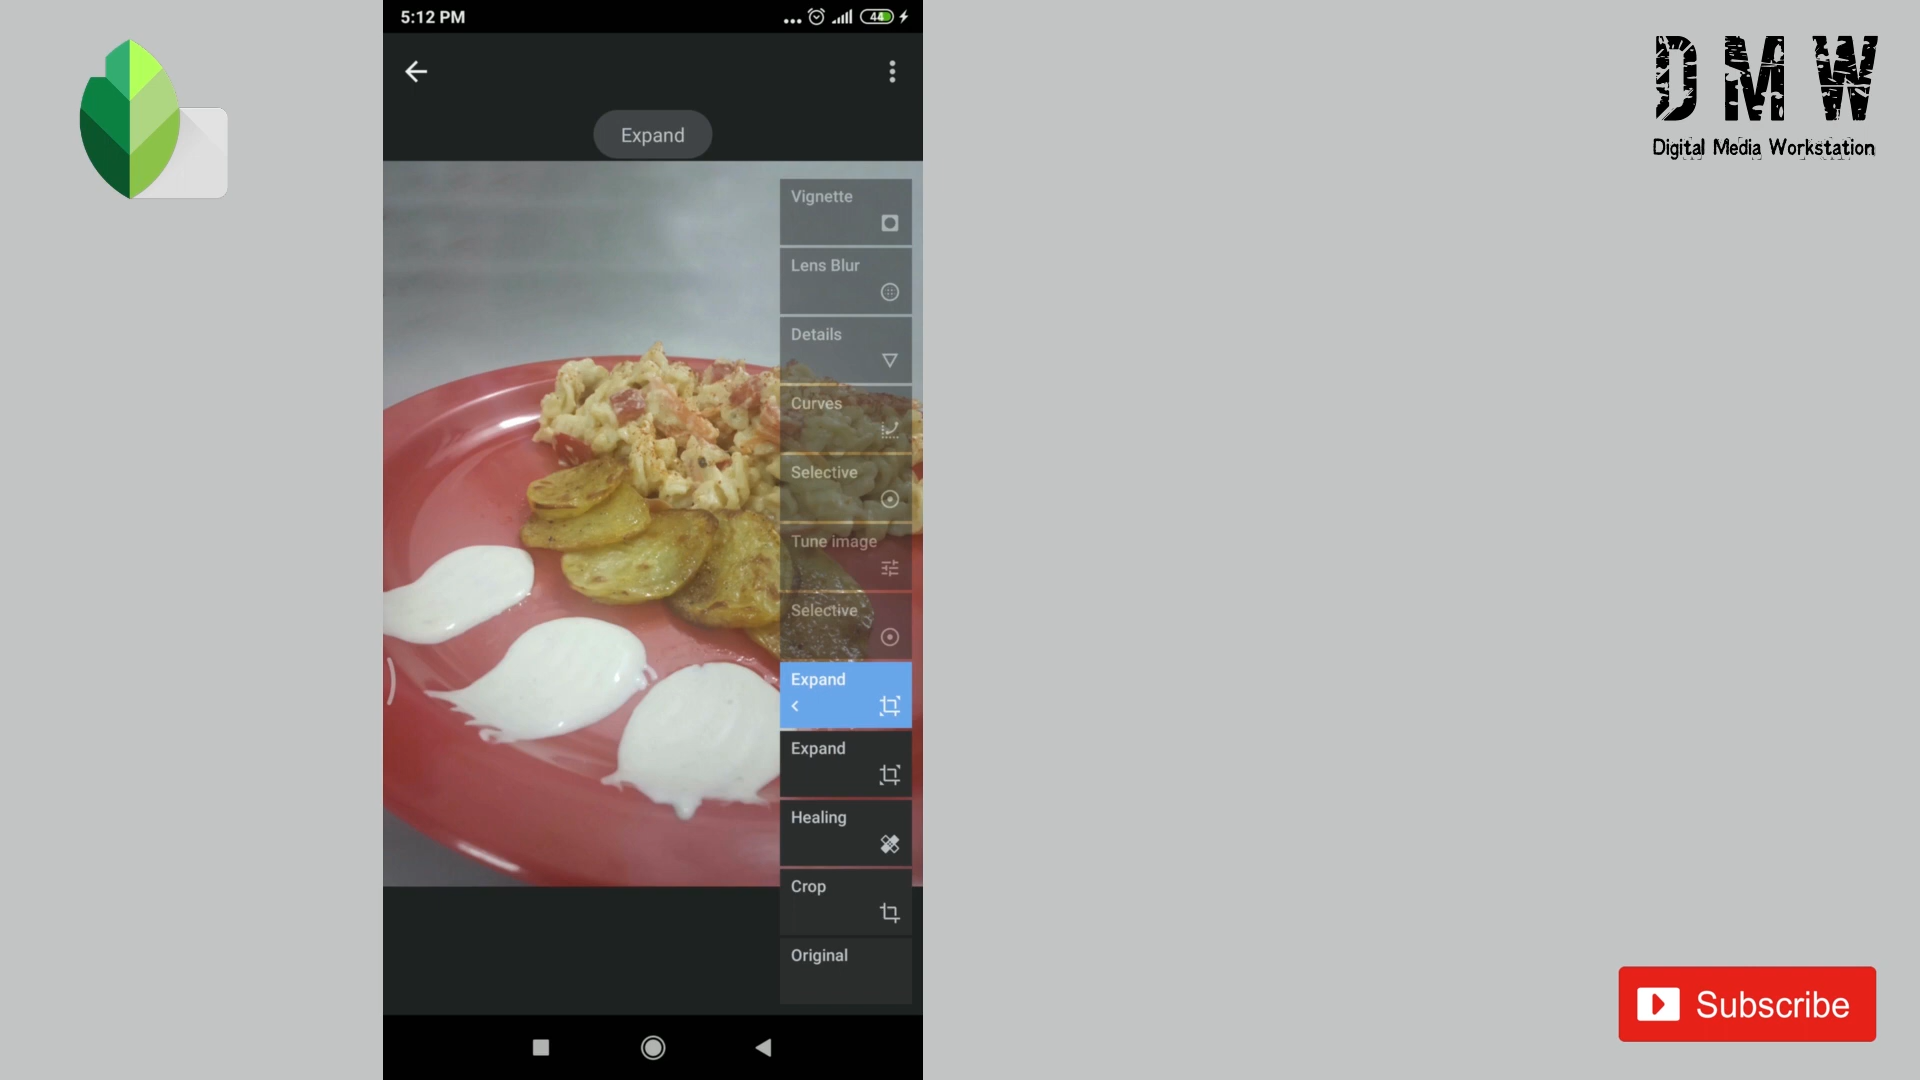 5:12 PM
44
Expand
Vignette
Lens Blur
Details
Curves
Selective
Tune image
Selective
Expand
Expand
Healing
Crop
Original
DMW
Digital Media Workstation
Subscribe